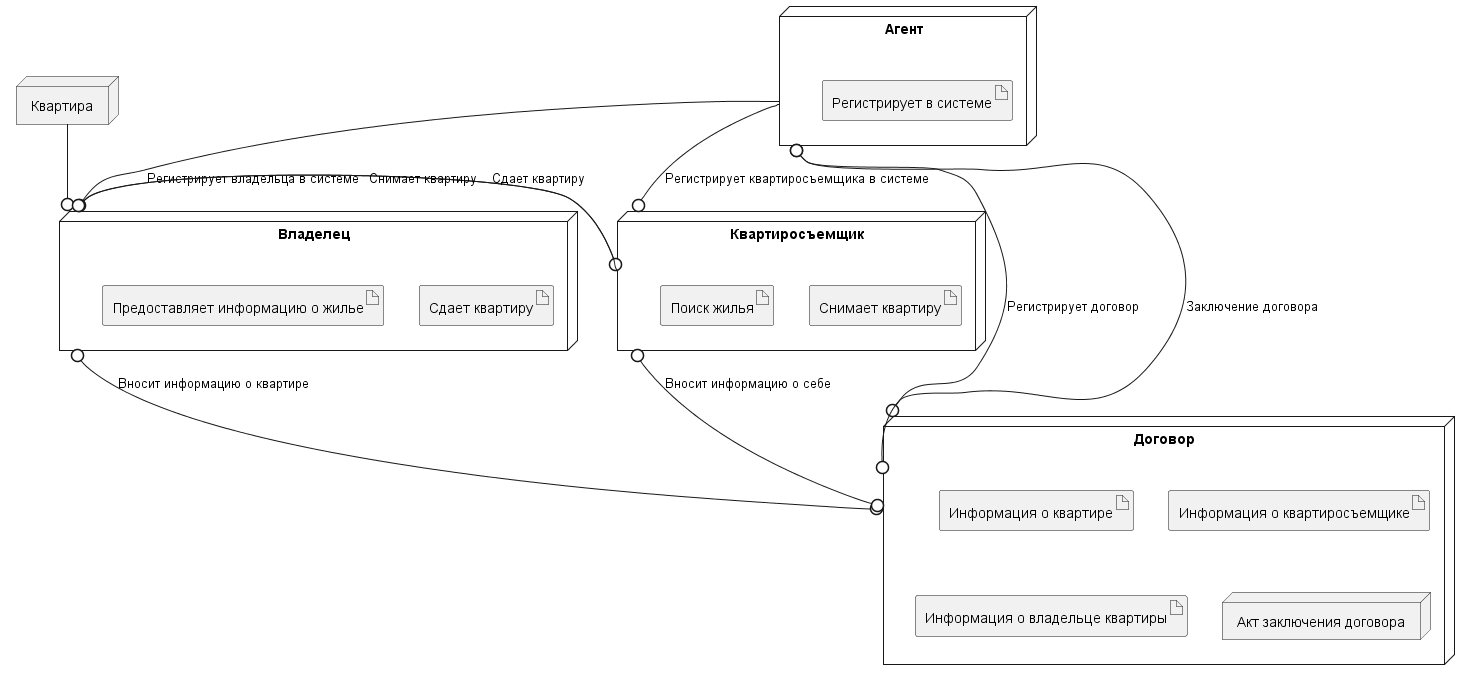 Агент
Регистрирует в системе
Квартира
Регистрирует владельца в системе
Снимает квартиру
Сдает квартиру
Регистрирует квартиросъемщика в системе
Владелец
Предоставляет информацию о жилье
Сдает квартиру
Квартиросъемщик
Поиск жилья
Снимает квартиру
Регистрирует договор
Заключение договора
Вносит информацию о квартире
Вносит информацию о себе
Договор
Информация о квартире
Информация о квартиросъемщике
Информация о владельце квартиры
Акт заключения договора